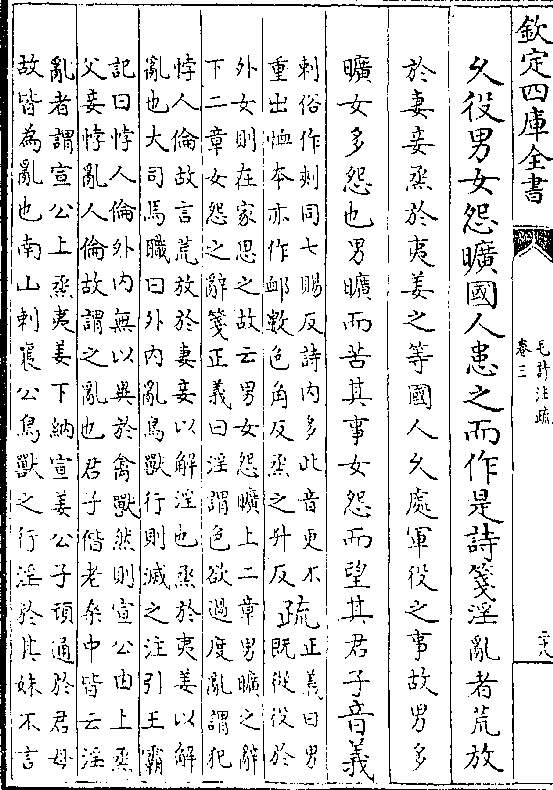 欽定四庫全書
毛詩注疏
卷三
二十八
久役男女怨曠國人患之而作是詩箋淫亂者荒放
於妻妾烝於夷姜之等國人久處軍役之事故男多
曠女多怨也男曠而苦其事女怨而望其君子音義
刺俗作刾同七賜反詩内多此音更不
重出恤本亦作䘏數色角反烝之升反
疏
正義曰男
既從役於
外女則在家思之故云男女怨曠上二章男曠之辭
下二章女怨之辭箋正義曰淫謂色欲過度亂謂犯
悖人倫故言荒放於妻妾以解淫也烝於夷姜以解
亂也大司馬職曰外内亂鳥獸行則滅之注引王霸
記曰悖人倫外内無以異於禽獸然則宣公由上烝
父妾悖亂人倫故謂之亂也君子偕老桑中皆云淫
亂者謂宣公上烝夷姜下納宣姜公子頑通於君母
故皆為亂也南山刺襄公鳥獸之行淫於其妹不言